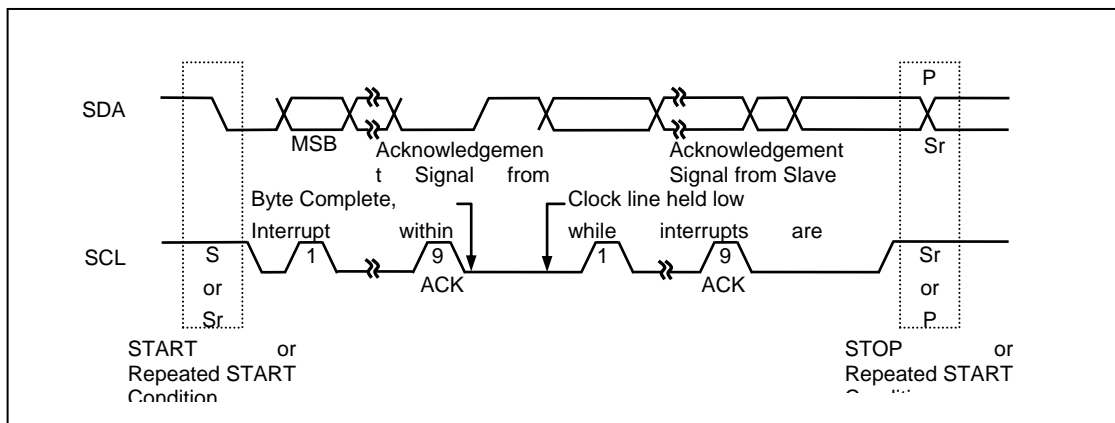 P
SDA
MSB
Acknowledgemen
t Signal from
Acknowledgement
Signal from Slave
Sr
Byte Complete,
Interrupt within
Clock line held low
while interrupts are
SCL
S
or
Sr
1
9
ACK
1
9
ACK
Sr
or
P
START or
Repeated START
Condition
STOP or
Repeated START